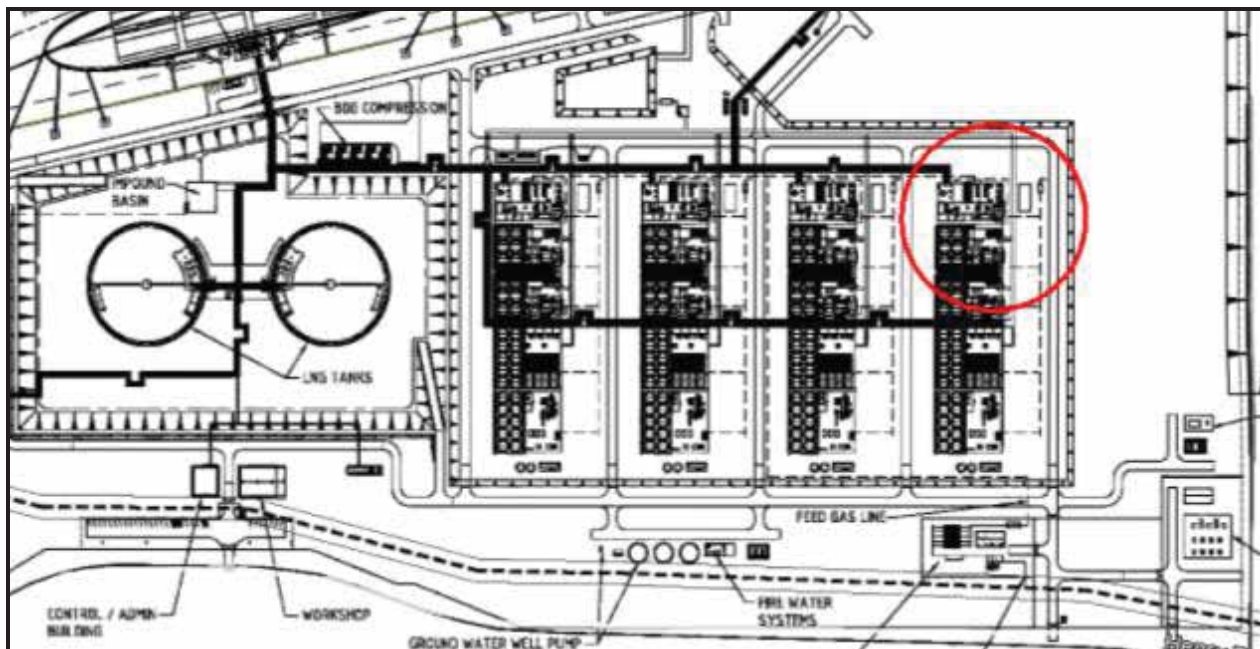 BOG COMPRESSION
IMPOUND
BASIN
LNG TANKS
FEED GAS LINE
CONTROL / ADMIN
BUILDING
WORKSHOP
FIRE WATER
SYSTEMS
GROUND WATER WELL PUMP